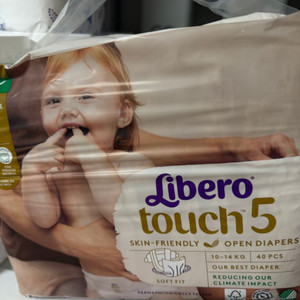 Libero
touch 5
SKIN-FRIENDLY OPEN DIAPERS
10-14 KG 40 PCS
OUR BEST DIAPER
REDUCING OUR
CLIMATE IMPACT
SOFT FIT